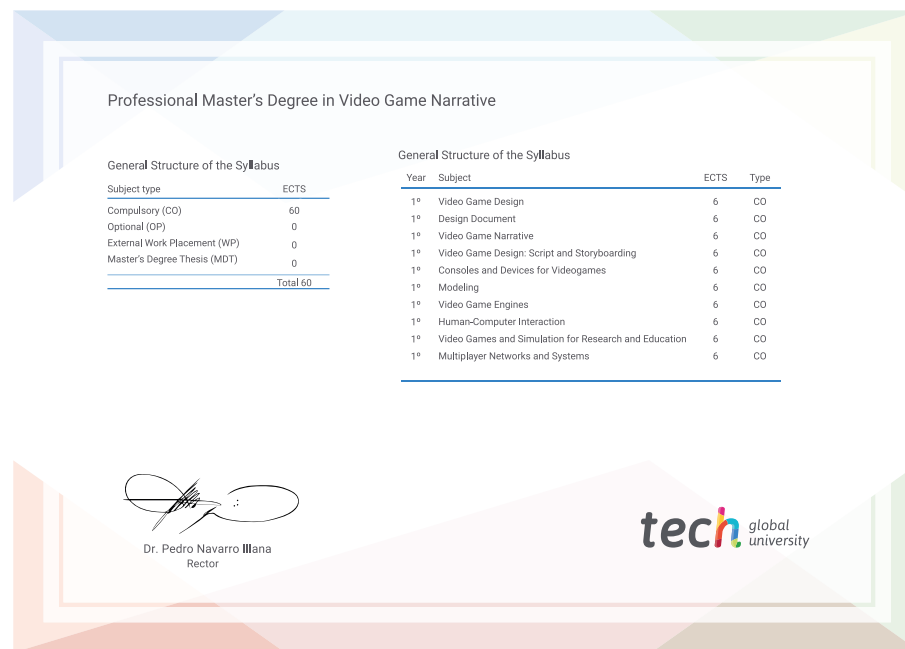 Professional Master's Degree in Video Game Narrative
General Structure of the Syllabus
Subject type ECTS
Compulsory (CO) 60
Optional (OP) 0
External Work Placement (WP) 0
Master's Degree Thesis (MDT) 0
Total 60
General Structure of the Syllabus
Year Subject ECTS Type
1º Video Game Design 6 CO
1º Design Document 6 CO
1º Video Game Narrative 6 CO
1º Video Game Design: Script and Storyboarding 6 CO
1º Consoles and Devices for Videogames 6 CO
1º Modeling 6 CO
1º Video Game Engines 6 CO
1º Human-Computer Interaction 6 CO
1º Video Games and Simulation for Research and Education 6 CO
1º Multiplayer Networks and Systems 6 CO
Dr. Pedro Navarro Illana
Rector
tech global
university